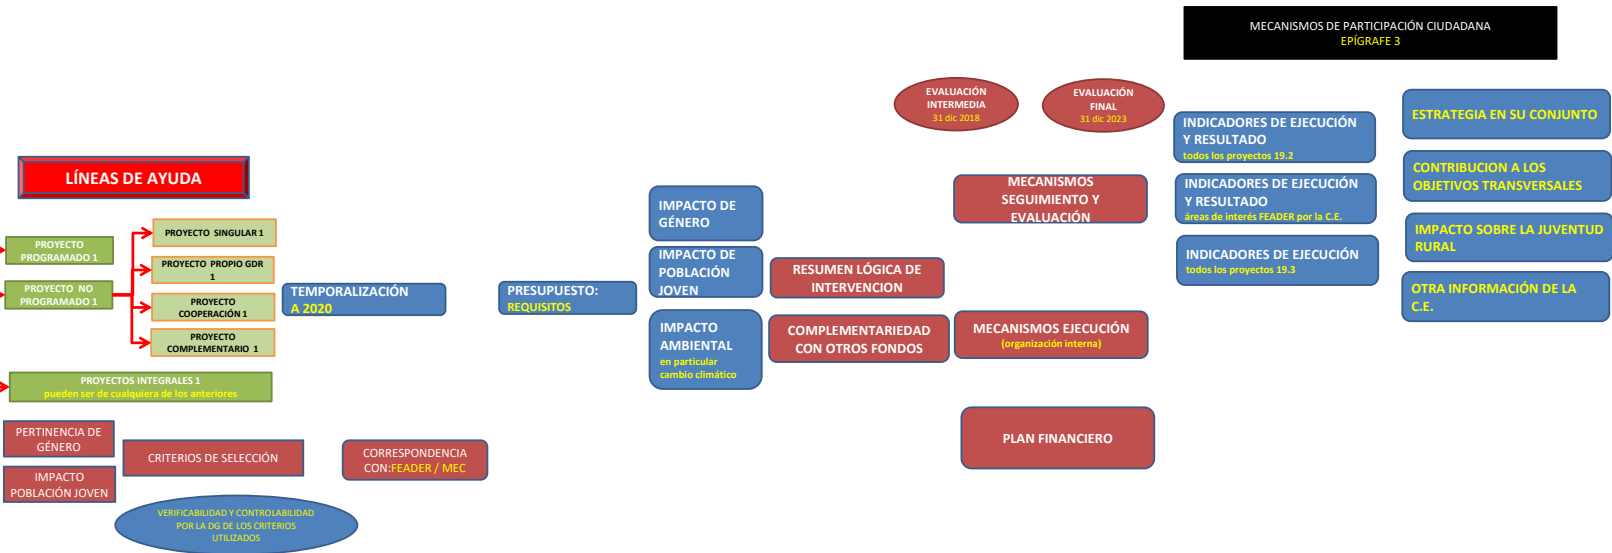 MECANISMOS DE PARTICIPACIÓN CIUDADANA
EPÍGRAFE 3
EVALUACIÓN
INTERMEDIA
31 dic 2018
EVALUACIÓN
FINAL
31 dic 2023
INDICADORES DE EJECUCIÓN
Y RESULTADO
todos los proyectos 19.2
ESTRATEGIA EN SU CONJUNTO
LÍNEAS DE AYUDA
MECANISMOS
SEGUIMIENTO Y
EVALUACIÓN
INDICADORES DE EJECUCIÓN
Y RESULTADO
áreas de interés FEADER por la C.E.
CONTRIBUCION A LOS
OBJETIVOS TRANSVERSALES
IMPACTO DE
GÉNERO
PROYECTO
PROGRAMADO 1
PROYECTO SINGULAR 1
INDICADORES DE EJECUCIÓN
todos los proyectos 19.3
IMPACTO SOBRE LA JUVENTUD
RURAL
PROYECTO PROPIO GDR
1
IMPACTO DE
POBLACIÓN
JOVEN
RESUMEN LÓGICA DE
INTERVENCION
PROYECTO NO
PROGRAMADO 1
PROYECTO
COOPERACIÓN 1
TEMPORALIZACIÓN
A 2020
PRESUPUESTO:
REQUISITOS
OTRA INFORMACIÓN DE LA
C.E.
PROYECTO
COMPLEMENTARIO 1
IMPACTO
AMBIENTAL
en particular
cambio climático
COMPLEMENTARIEDAD
CON OTROS FONDOS
MECANISMOS EJECUCIÓN
(organización interna)
PROYECTOS INTEGRALES 1
pueden ser de cualquiera de los anteriores
PERTINENCIA DE
GÉNERO
CRITERIOS DE SELECCIÓN
CORRESPONDENCIA
CON:FEADER / MEC
PLAN FINANCIERO
IMPACTO
POBLACIÓN JOVEN
VERIFICABILIDAD Y CONTROLABILIDAD
POR LA DG DE LOS CRITERIOS
UTILIZADOS